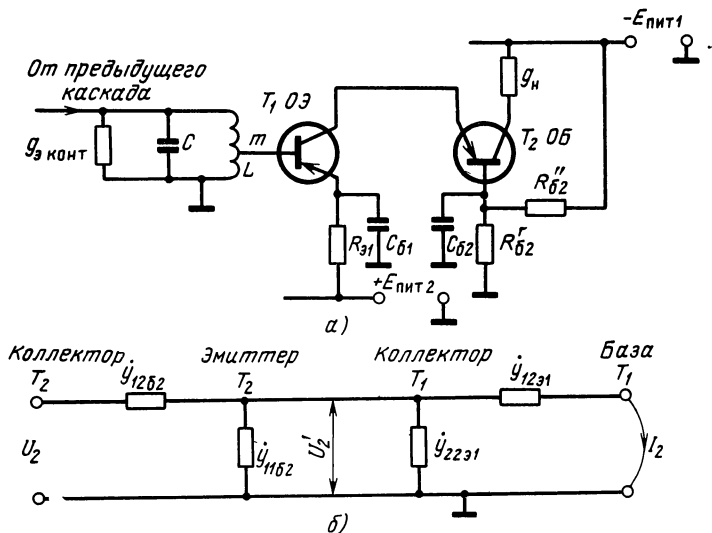 -Eпит1
От предыдущего
каскада
T₁ ОЭ
gн
T₂ ОБ
gэ конт
C
L
m
Rэ1
Cб1
Cб2
R'б2
R''б2
+Eпит2
а)
Коллектор
T₂
ẏ12б2
Эмиттер
T₂
Коллектор
T₁
ẏ12э1
База
T₁
U₂
ẏ11б2
U₂'
ẏ22э1
I₂
б)